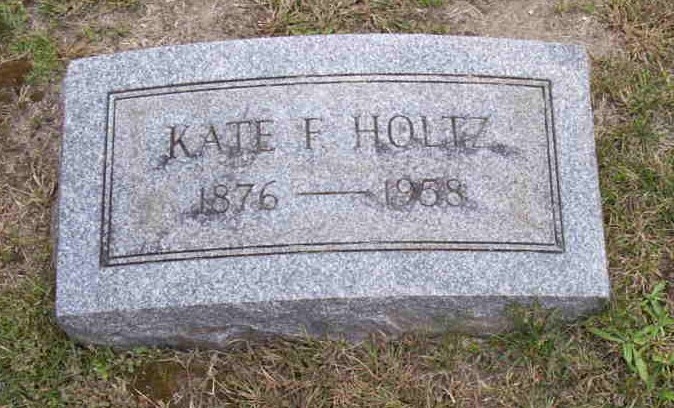 KATE F. HOLTZ
1876 — 1958